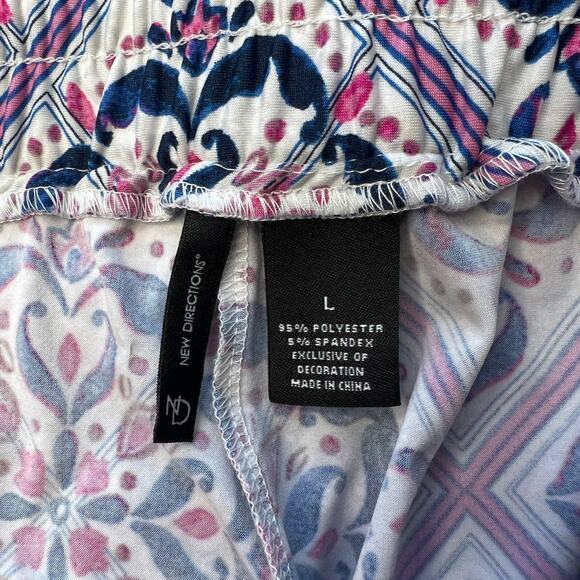 NEW DIRECTIONS®
ND
L
95% POLYESTER
5% SPANDEX
EXCLUSIVE OF
DECORATION
MADE IN CHINA